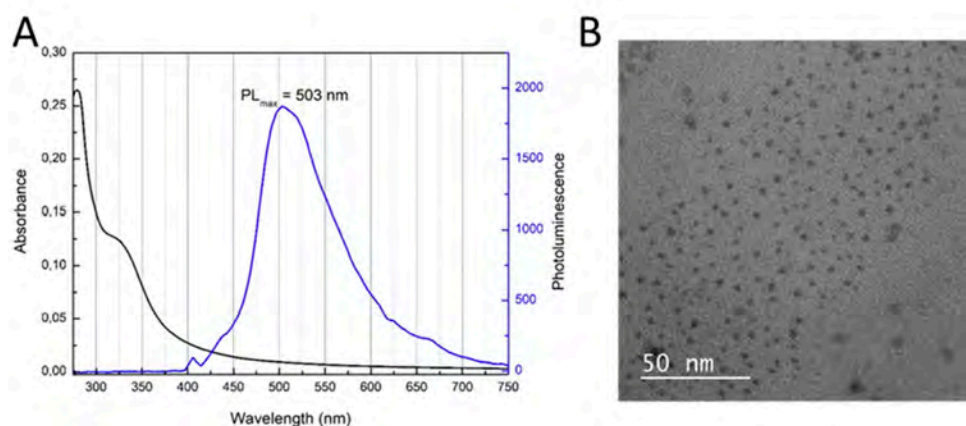 A
B
0,30
0,25
0,20
0,15
0,10
0,05
0,00
Absorbance
PLmax = 503 nm
2000
1500
1000
500
0
Photoluminescence
300 350 400 450 500 550 600 650 700 750
Wavelength (nm)
50 nm